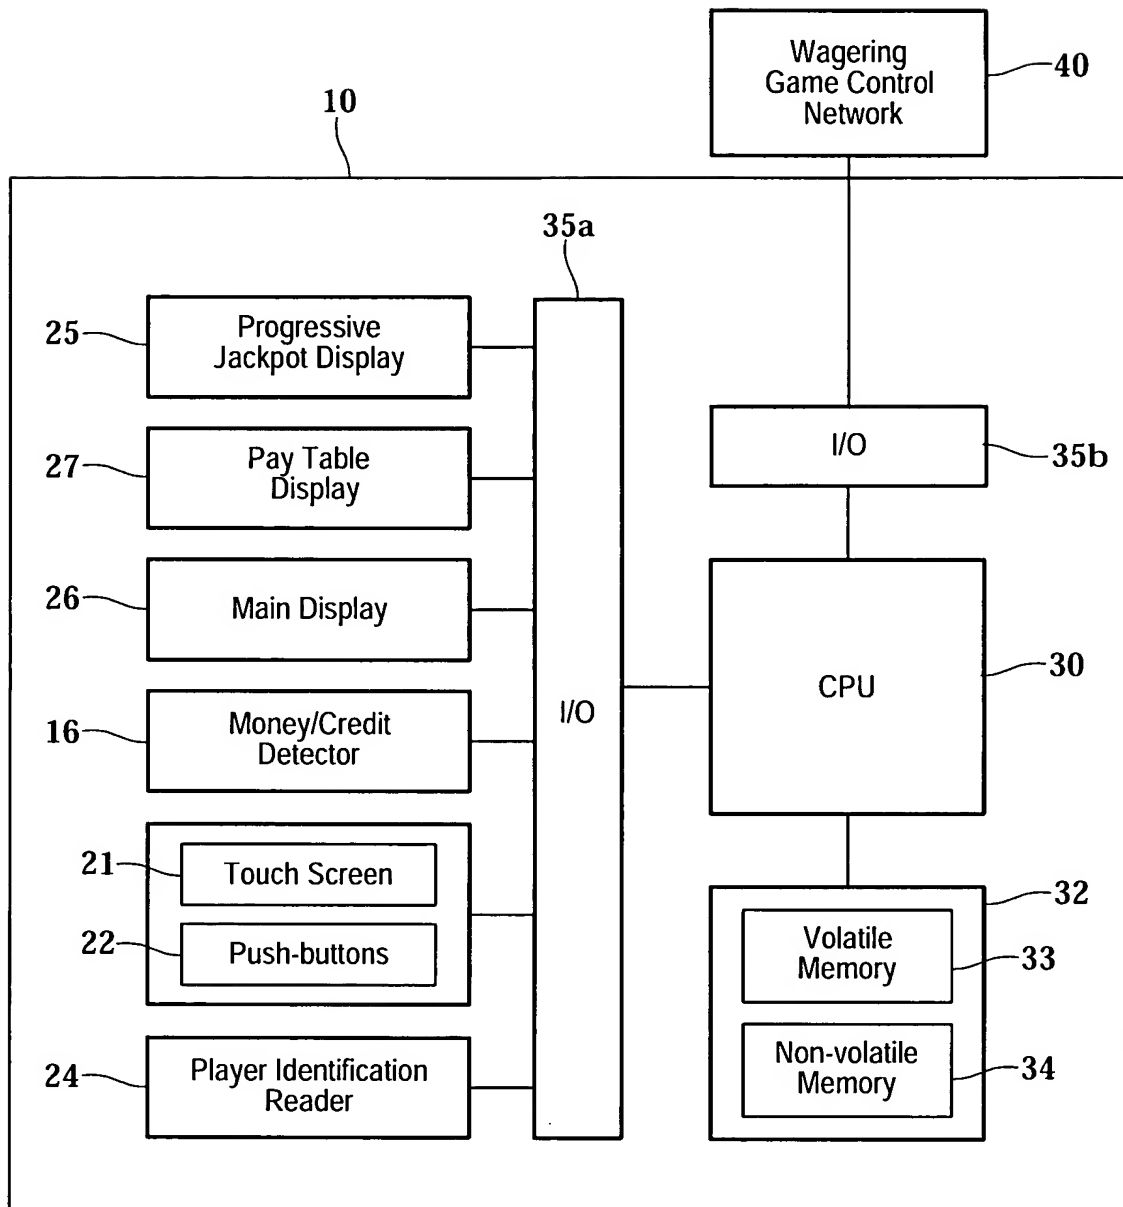 Wagering
Game Control
Network
40
10
35a
25
Progressive
Jackpot Display
27
Pay Table
Display
I/O
35b
26
Main Display
CPU
30
16
Money/Credit
Detector
I/O
21
Touch Screen
22
Push-buttons
32
Volatile
Memory
33
24
Player Identification
Reader
Non-volatile
Memory
34